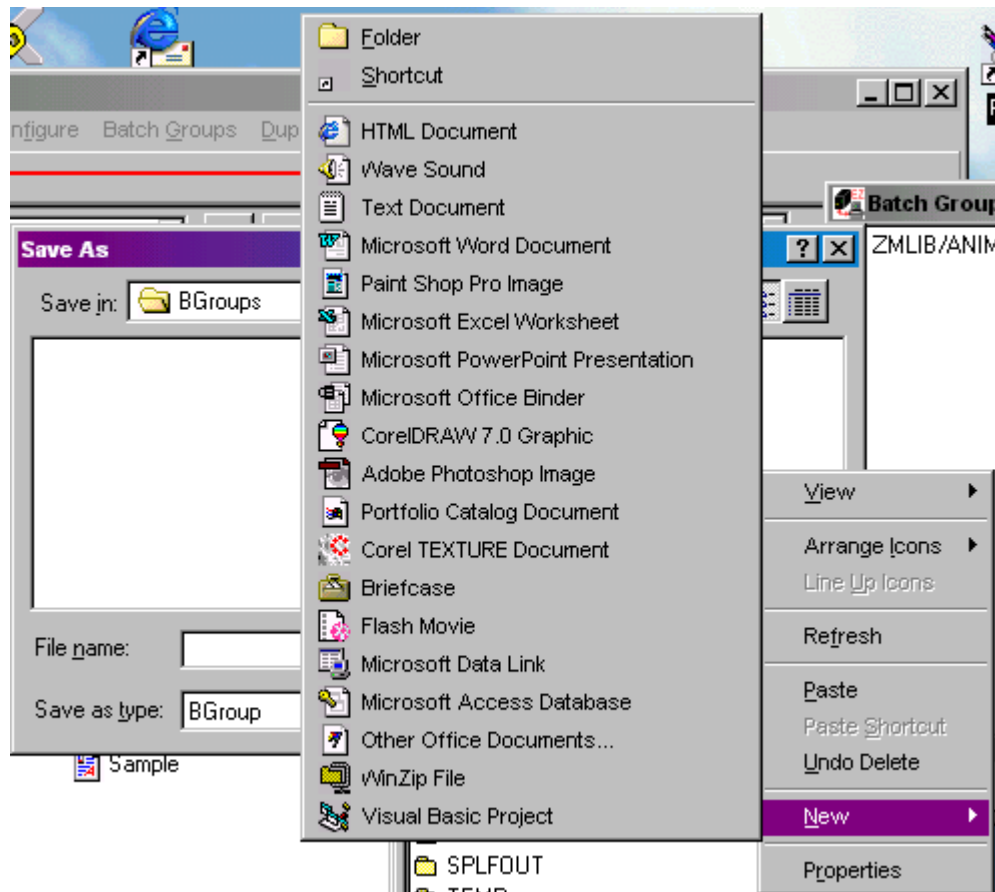 Folder
Shortcut
HTML Document
Wave Sound
Text Document
Microsoft Word Document
Paint Shop Pro Image
Microsoft Excel Worksheet
Microsoft PowerPoint Presentation
Microsoft Office Binder
CorelDRAW 7.0 Graphic
Adobe Photoshop Image
Portfolio Catalog Document
Corel TEXTURE Document
Briefcase
Flash Movie
Microsoft Data Link
Microsoft Access Database
Other Office Documents...
WinZip File
Visual Basic Project
nfigure Batch Groups Dup
Save As
Save in: BGroups
File name:
Save as type: BGroup
Sample
Batch Group
ZMLIB/ANIM
View
Arrange Icons
Line Up Icons
Refresh
Paste
Paste Shortcut
Undo Delete
New
Properties
SPLFOUT